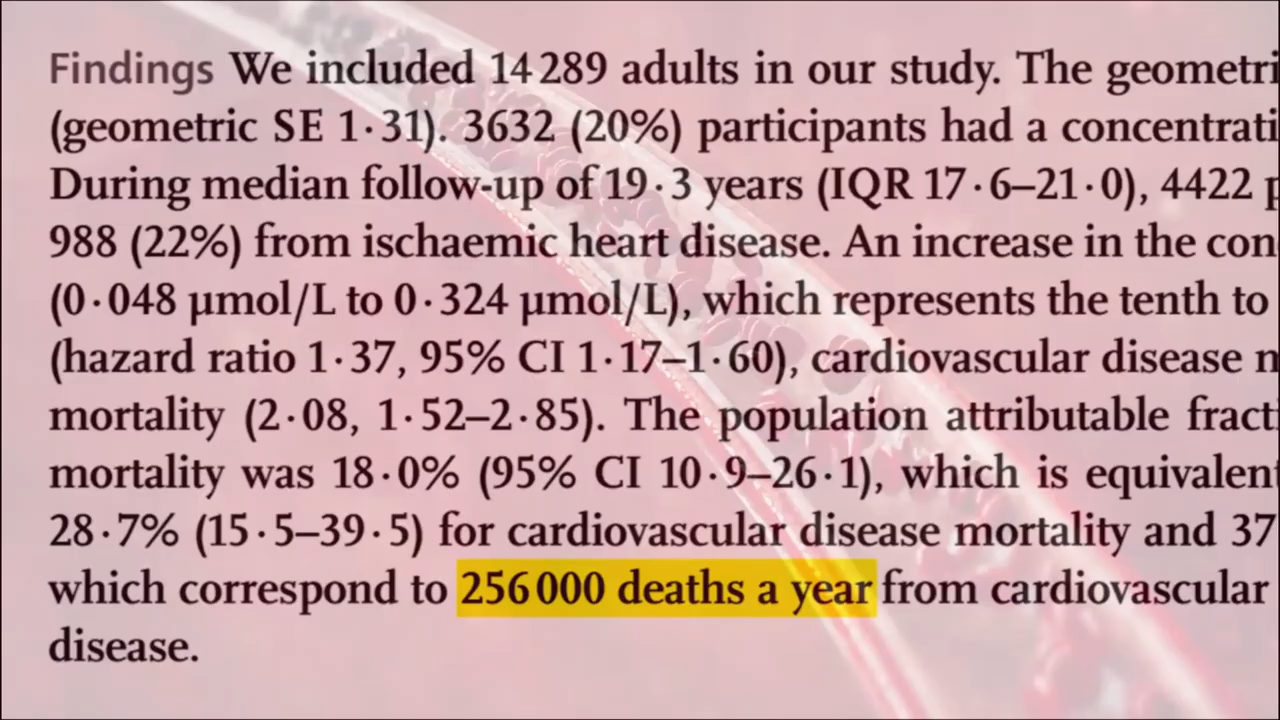 Findings We included 14 289 adults in our study. The geometri
(geometric SE 1·31). 3632 (20%) participants had a concentrati
During median follow-up of 19·3 years (IQR 17·6–21·0), 4422 p
988 (22%) from ischaemic heart disease. An increase in the con
(0·048 µmol/L to 0·324 µmol/L), which represents the tenth to
(hazard ratio 1·37, 95% CI 1·17–1·60), cardiovascular disease n
mortality (2·08, 1·52–2·85). The population attributable fracti
mortality was 18·0% (95% CI 10·9–26·1), which is equivalent
28·7% (15·5–39·5) for cardiovascular disease mortality and 37
which correspond to 256 000 deaths a year from cardiovascular
disease.